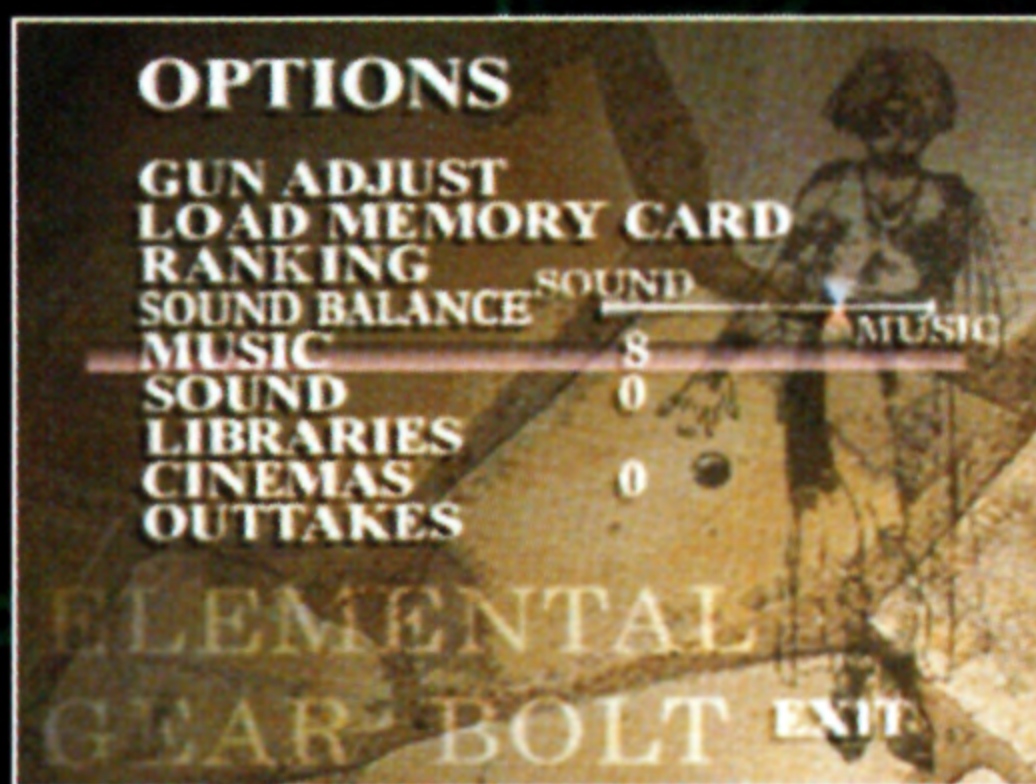 OPTIONS
GUN ADJUST
LOAD MEMORY CARD
RANKING
SOUND BALANCE SOUND MUSIC
MUSIC 8
SOUND 0
LIBRARIES
CINEMAS 0
OUTTAKES
ELEMENTAL
GEAR BOLT EXIT